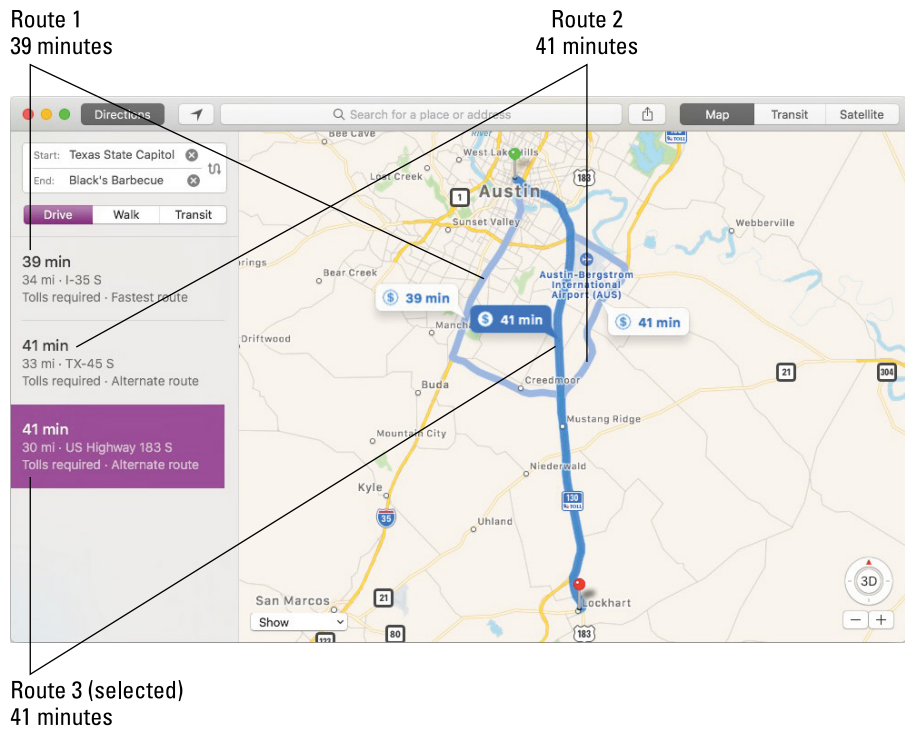 Route 1
39 minutes
Route 2
41 minutes
Directions
Search for a place or address
Map Transit Satellite
Start: Texas State Capitol
End: Black's Barbecue
Drive Walk Transit
39 min
34 mi · I-35 S
Tolls required · Fastest route
41 min
33 mi · TX-45 S
Tolls required · Alternate route
41 min
30 mi · US Highway 183 S
Tolls required · Alternate route
Bee Cave
River
West Lake Hills
Lost Creek
183
1
Austin
Sunset Valley
Webberville
rings
Bear Creek
Austin-Bergstrom
International
Airport (AUS)
$ 39 min
$ 41 min
$ 41 min
Mancha
Driftwood
21
304
Buda
Creedmoor
Mustang Ridge
Mountain City
Niederwald
Kyle
130
TOLL
35
Uhland
3D
San Marcos
21
Lockhart
Show
80
183
Route 3 (selected)
41 minutes